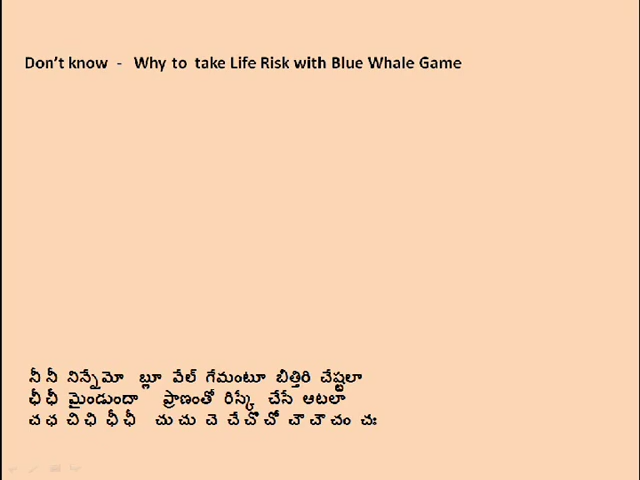 Don't know - Why to take Life Risk with Blue Whale Game
నీ నీ నిన్నేమో బ్లూ వేల్ గేమంటూ బిత్తిరి చేష్టలా
ఛీ ఛీ మైండుందా ప్రాణంతో రిస్కే చేసే ఆటలా
చ ఛ చి ఛి ఛీ ఛీ చు చు చె చే చొ చో చౌ చౌ చం చః